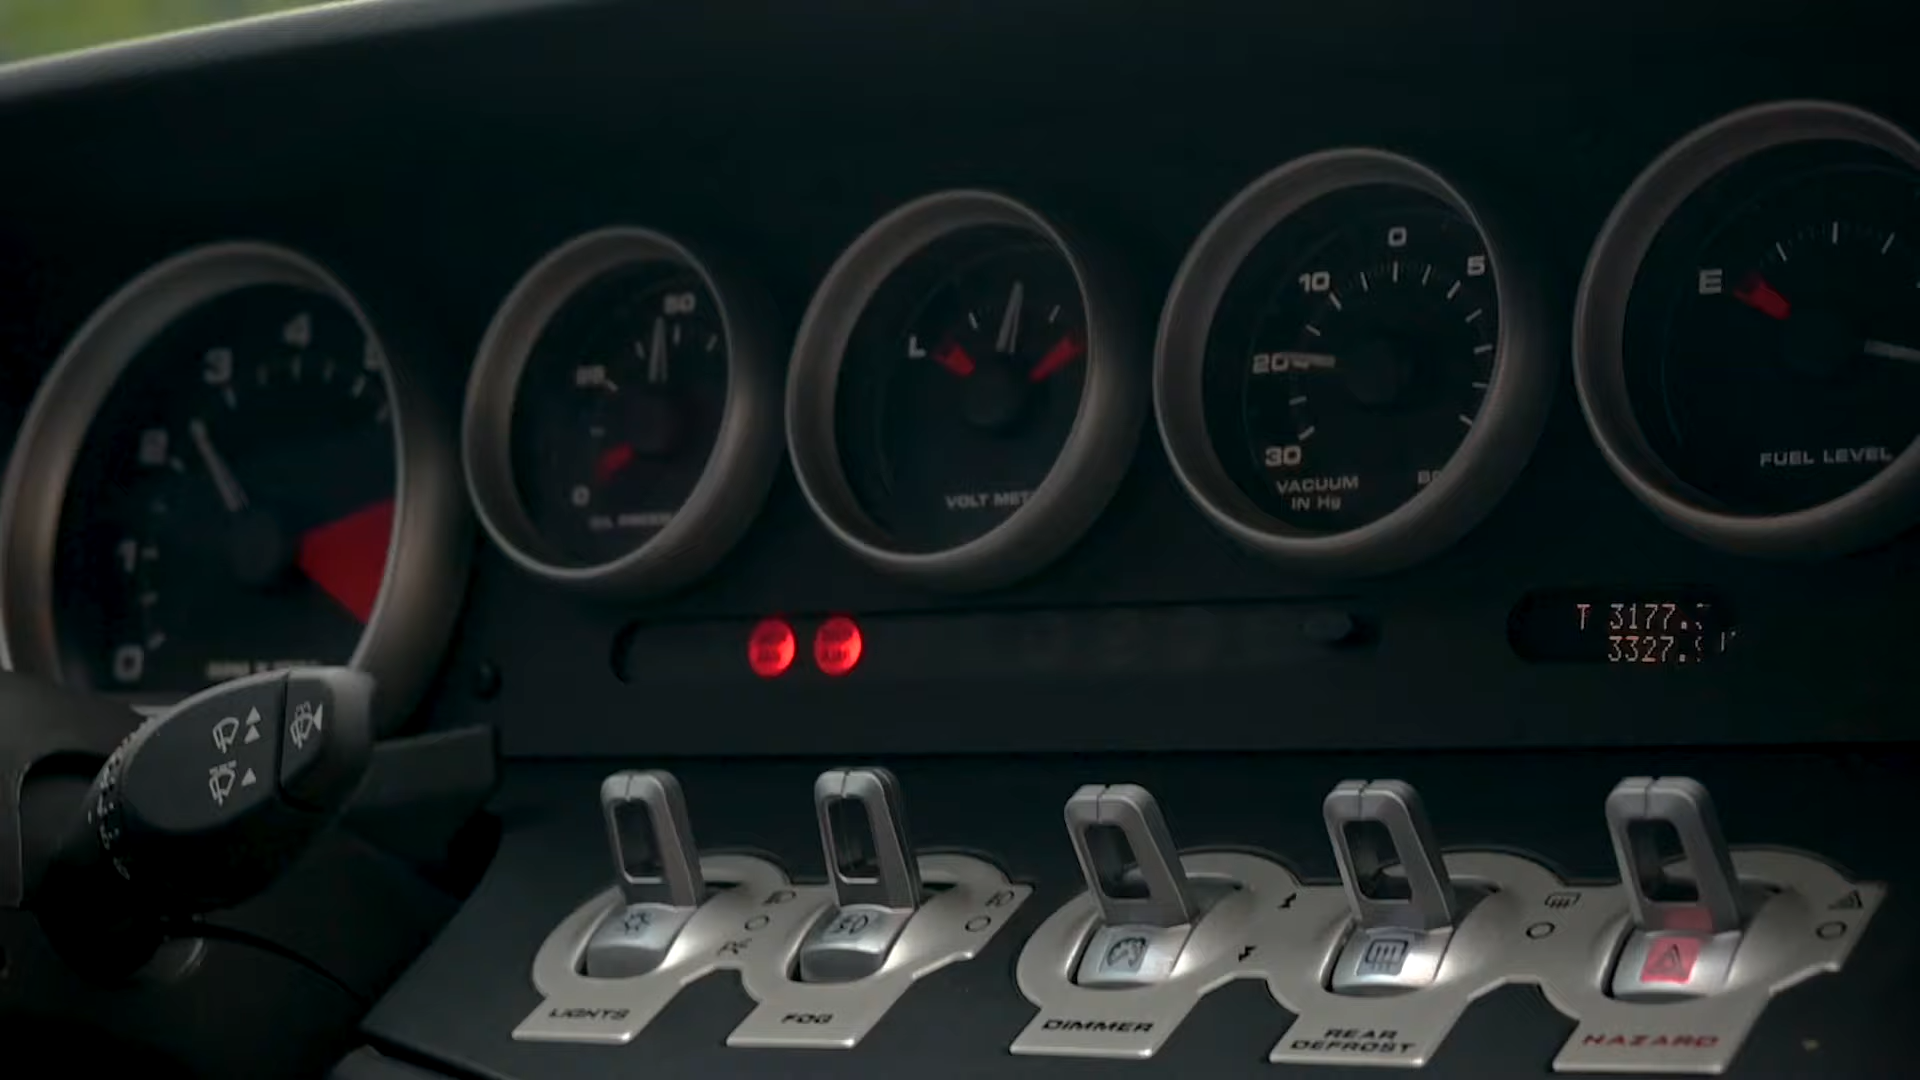 0
1
2
3
4
0
50
L
VOLT MET
0
5
10
20
30
VACUUM
IN Hg
E
FUEL LEVEL
T 3177.
3327.
LIGHTS
FOG
DIMMER
REAR
DEFROST
HAZARD